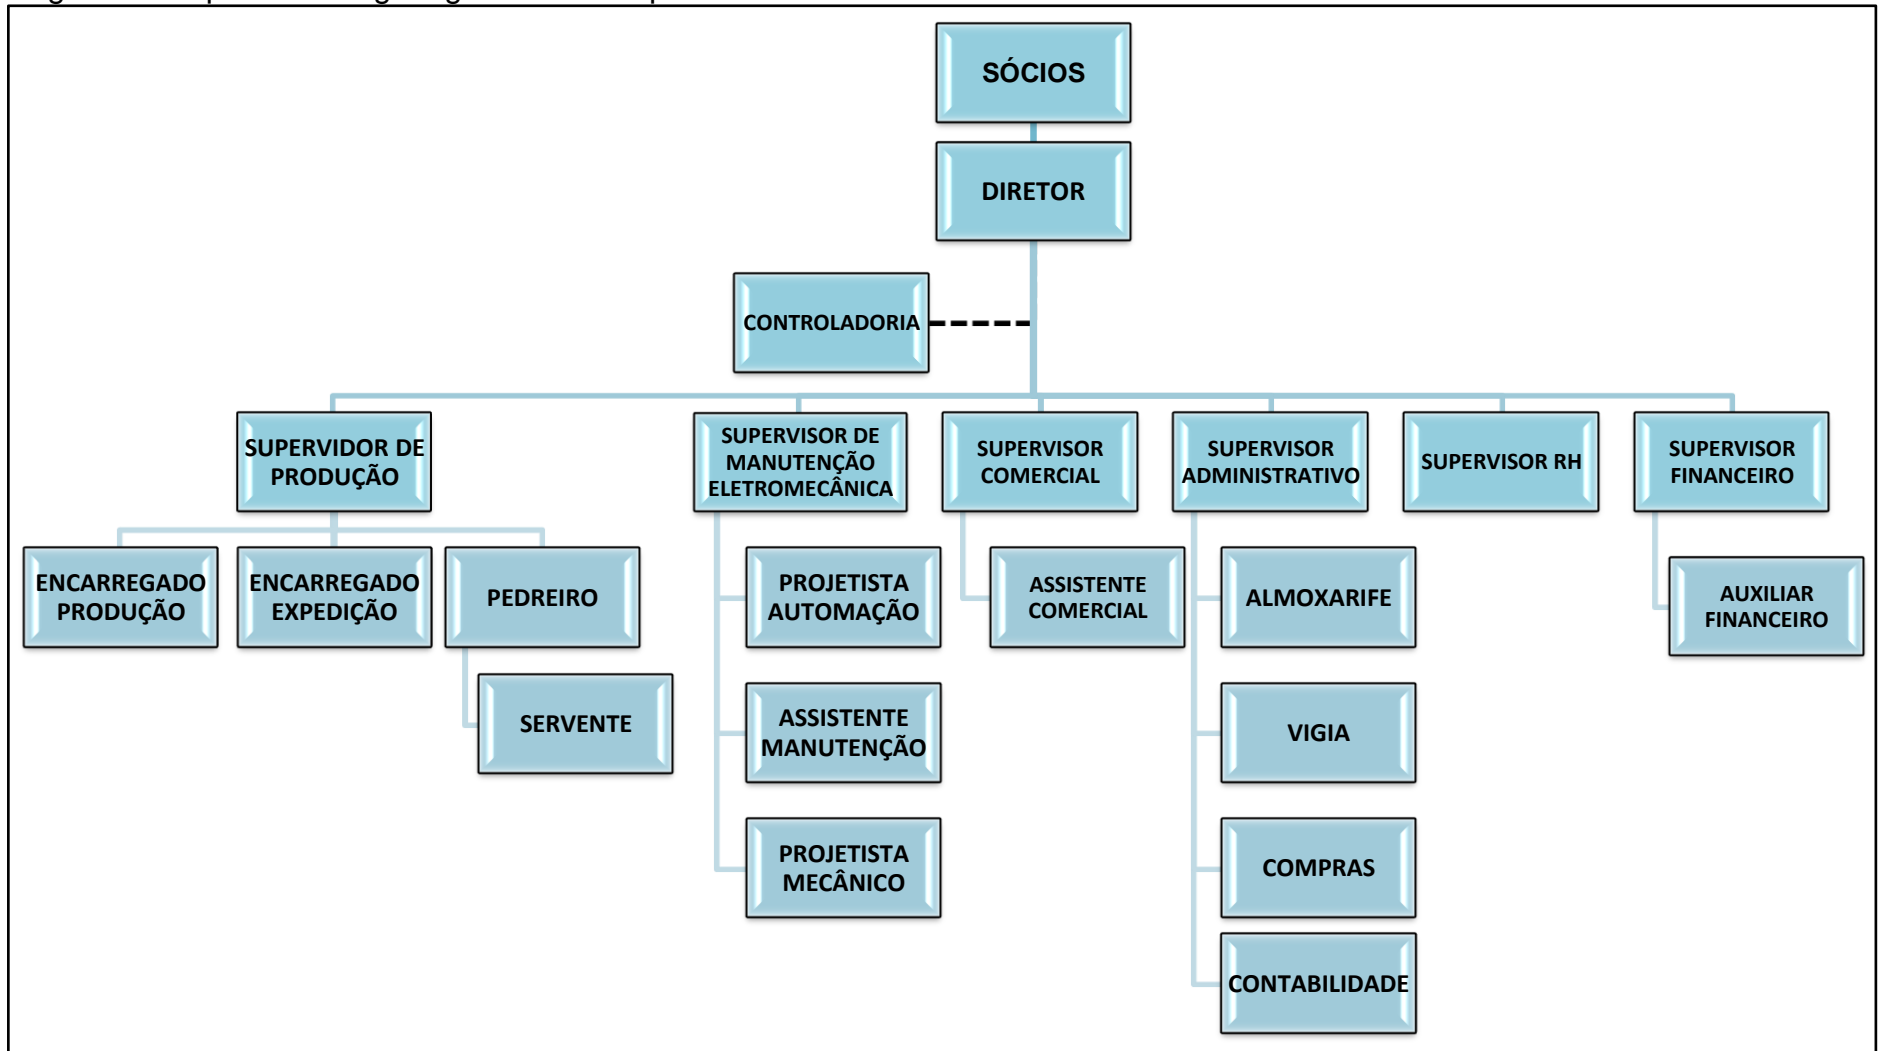 SÓCIOS
DIRETOR
CONTROLADORIA
SUPERVIDOR DE
PRODUÇÃO
SUPERVISOR DE
MANUTENÇÃO
ELETROMECÂNICA
SUPERVISOR
COMERCIAL
SUPERVISOR
ADMINISTRATIVO
SUPERVISOR RH
SUPERVISOR
FINANCEIRO
ENCARREGADO
PRODUÇÃO
ENCARREGADO
EXPEDIÇÃO
PEDREIRO
SERVENTE
PROJETISTA
AUTOMAÇÃO
ASSISTENTE
MANUTENÇÃO
PROJETISTA
MECÂNICO
ASSISTENTE
COMERCIAL
ALMOXARIFE
VIGIA
COMPRAS
CONTABILIDADE
AUXILIAR
FINANCEIRO